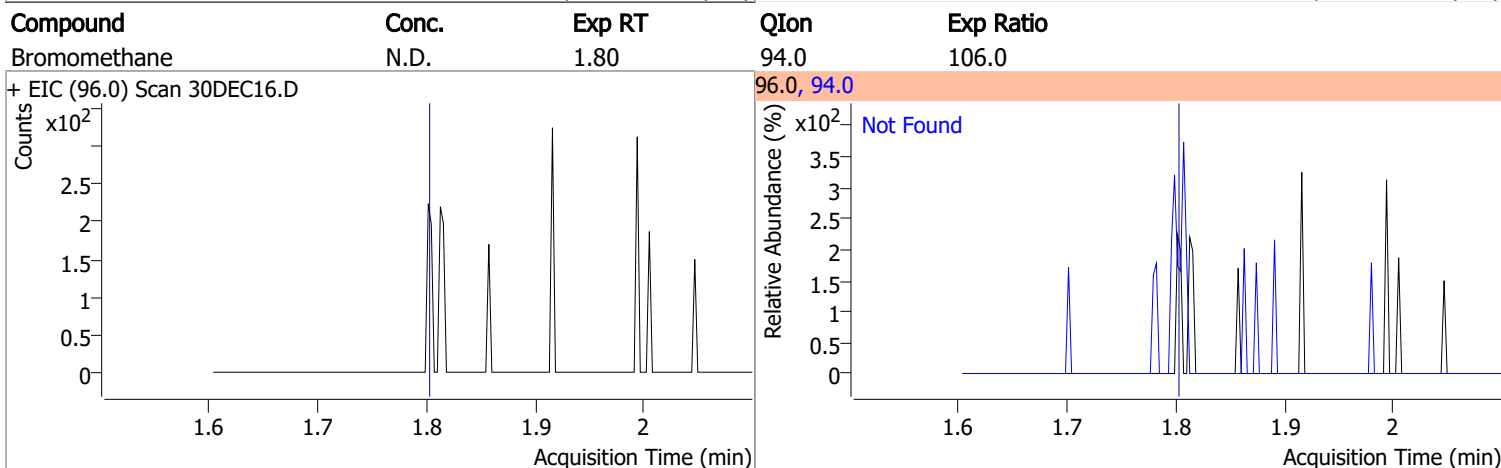 Compound Conc. Exp RT QIon Exp Ratio
Bromomethane N.D. 1.80 94.0 106.0
+ EIC (96.0) Scan 30DEC16.D
Counts
x10²
2.5
2
1.5
1
0.5
0
1.6 1.7 1.8 1.9 2
Acquisition Time (min)
96.0, 94.0
Relative Abundance (%)
x10²
Not Found
3.5
3
2.5
2
1.5
1
0.5
0
1.6 1.7 1.8 1.9 2
Acquisition Time (min)